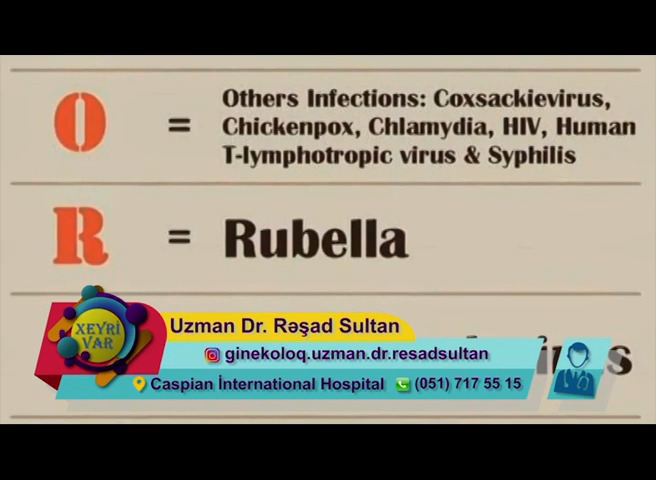 O = Others Infections: Coxsackievirus,
Chickenpox, Chlamydia, HIV, Human
T-lymphotropic virus & Syphilis
R = Rubella
XEYRİ
VAR
Uzman Dr. Rəşad Sultan
ginekoloq.uzman.dr.resadsultan
Caspian İnternational Hospital (051) 717 55 15